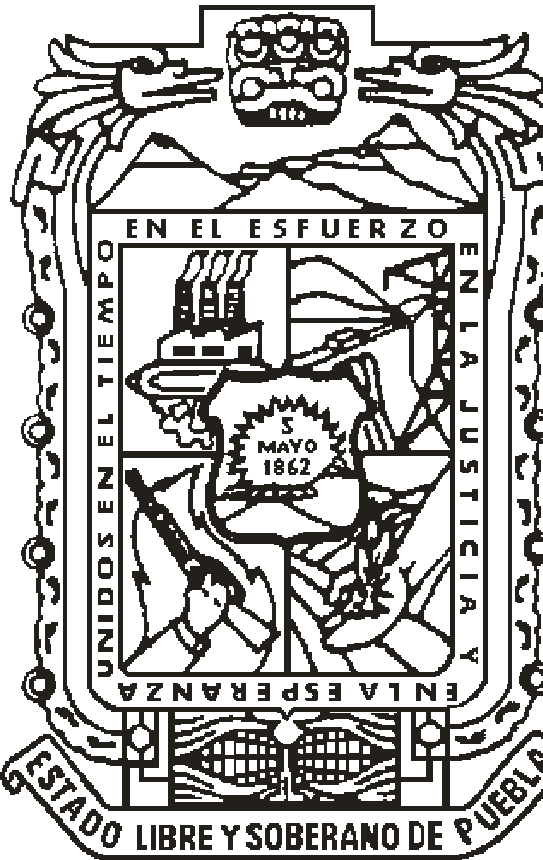 UNIDOS EN EL TIEMPO
EN EL ESFUERZO
EN LA JUSTICIA Y
EN LA ESPERANZA
5
MAYO
1862
ESTADO LIBRE Y SOBERANO DE PUEBLA